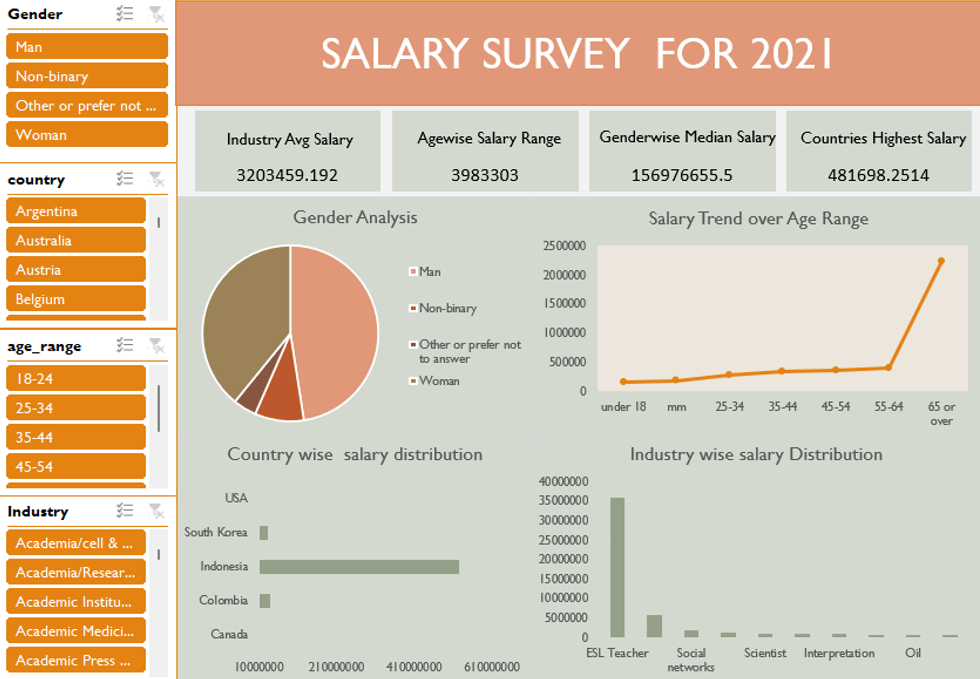 Gender
Man
Non-binary
Other or prefer not ...
Woman
country
Argentina
Australia
Austria
Belgium
age_range
18-24
25-34
35-44
45-54
Industry
Academia/cell & ...
Academia/Resear...
Academic Institu...
Academic Medici...
Academic Press ...
SALARY SURVEY FOR 2021
Industry Avg Salary
3203459.192
Agewise Salary Range
3983303
Genderwise Median Salary
156976655.5
Countries Highest Salary
481698.2514
Gender Analysis
Man
Non-binary
Other or prefer not
to answer
Woman
Salary Trend over Age Range
2500000
2000000
1500000
1000000
500000
0
under 18 mm 25-34 35-44 45-54 55-64 65 or
over
Country wise salary distribution
USA
South Korea
Indonesia
Colombia
Canada
10000000 210000000 410000000 610000000
Industry wise salary Distribution
40000000
35000000
30000000
25000000
20000000
15000000
10000000
5000000
0
ESL Teacher Social Scientist Interpretation Oil
networks